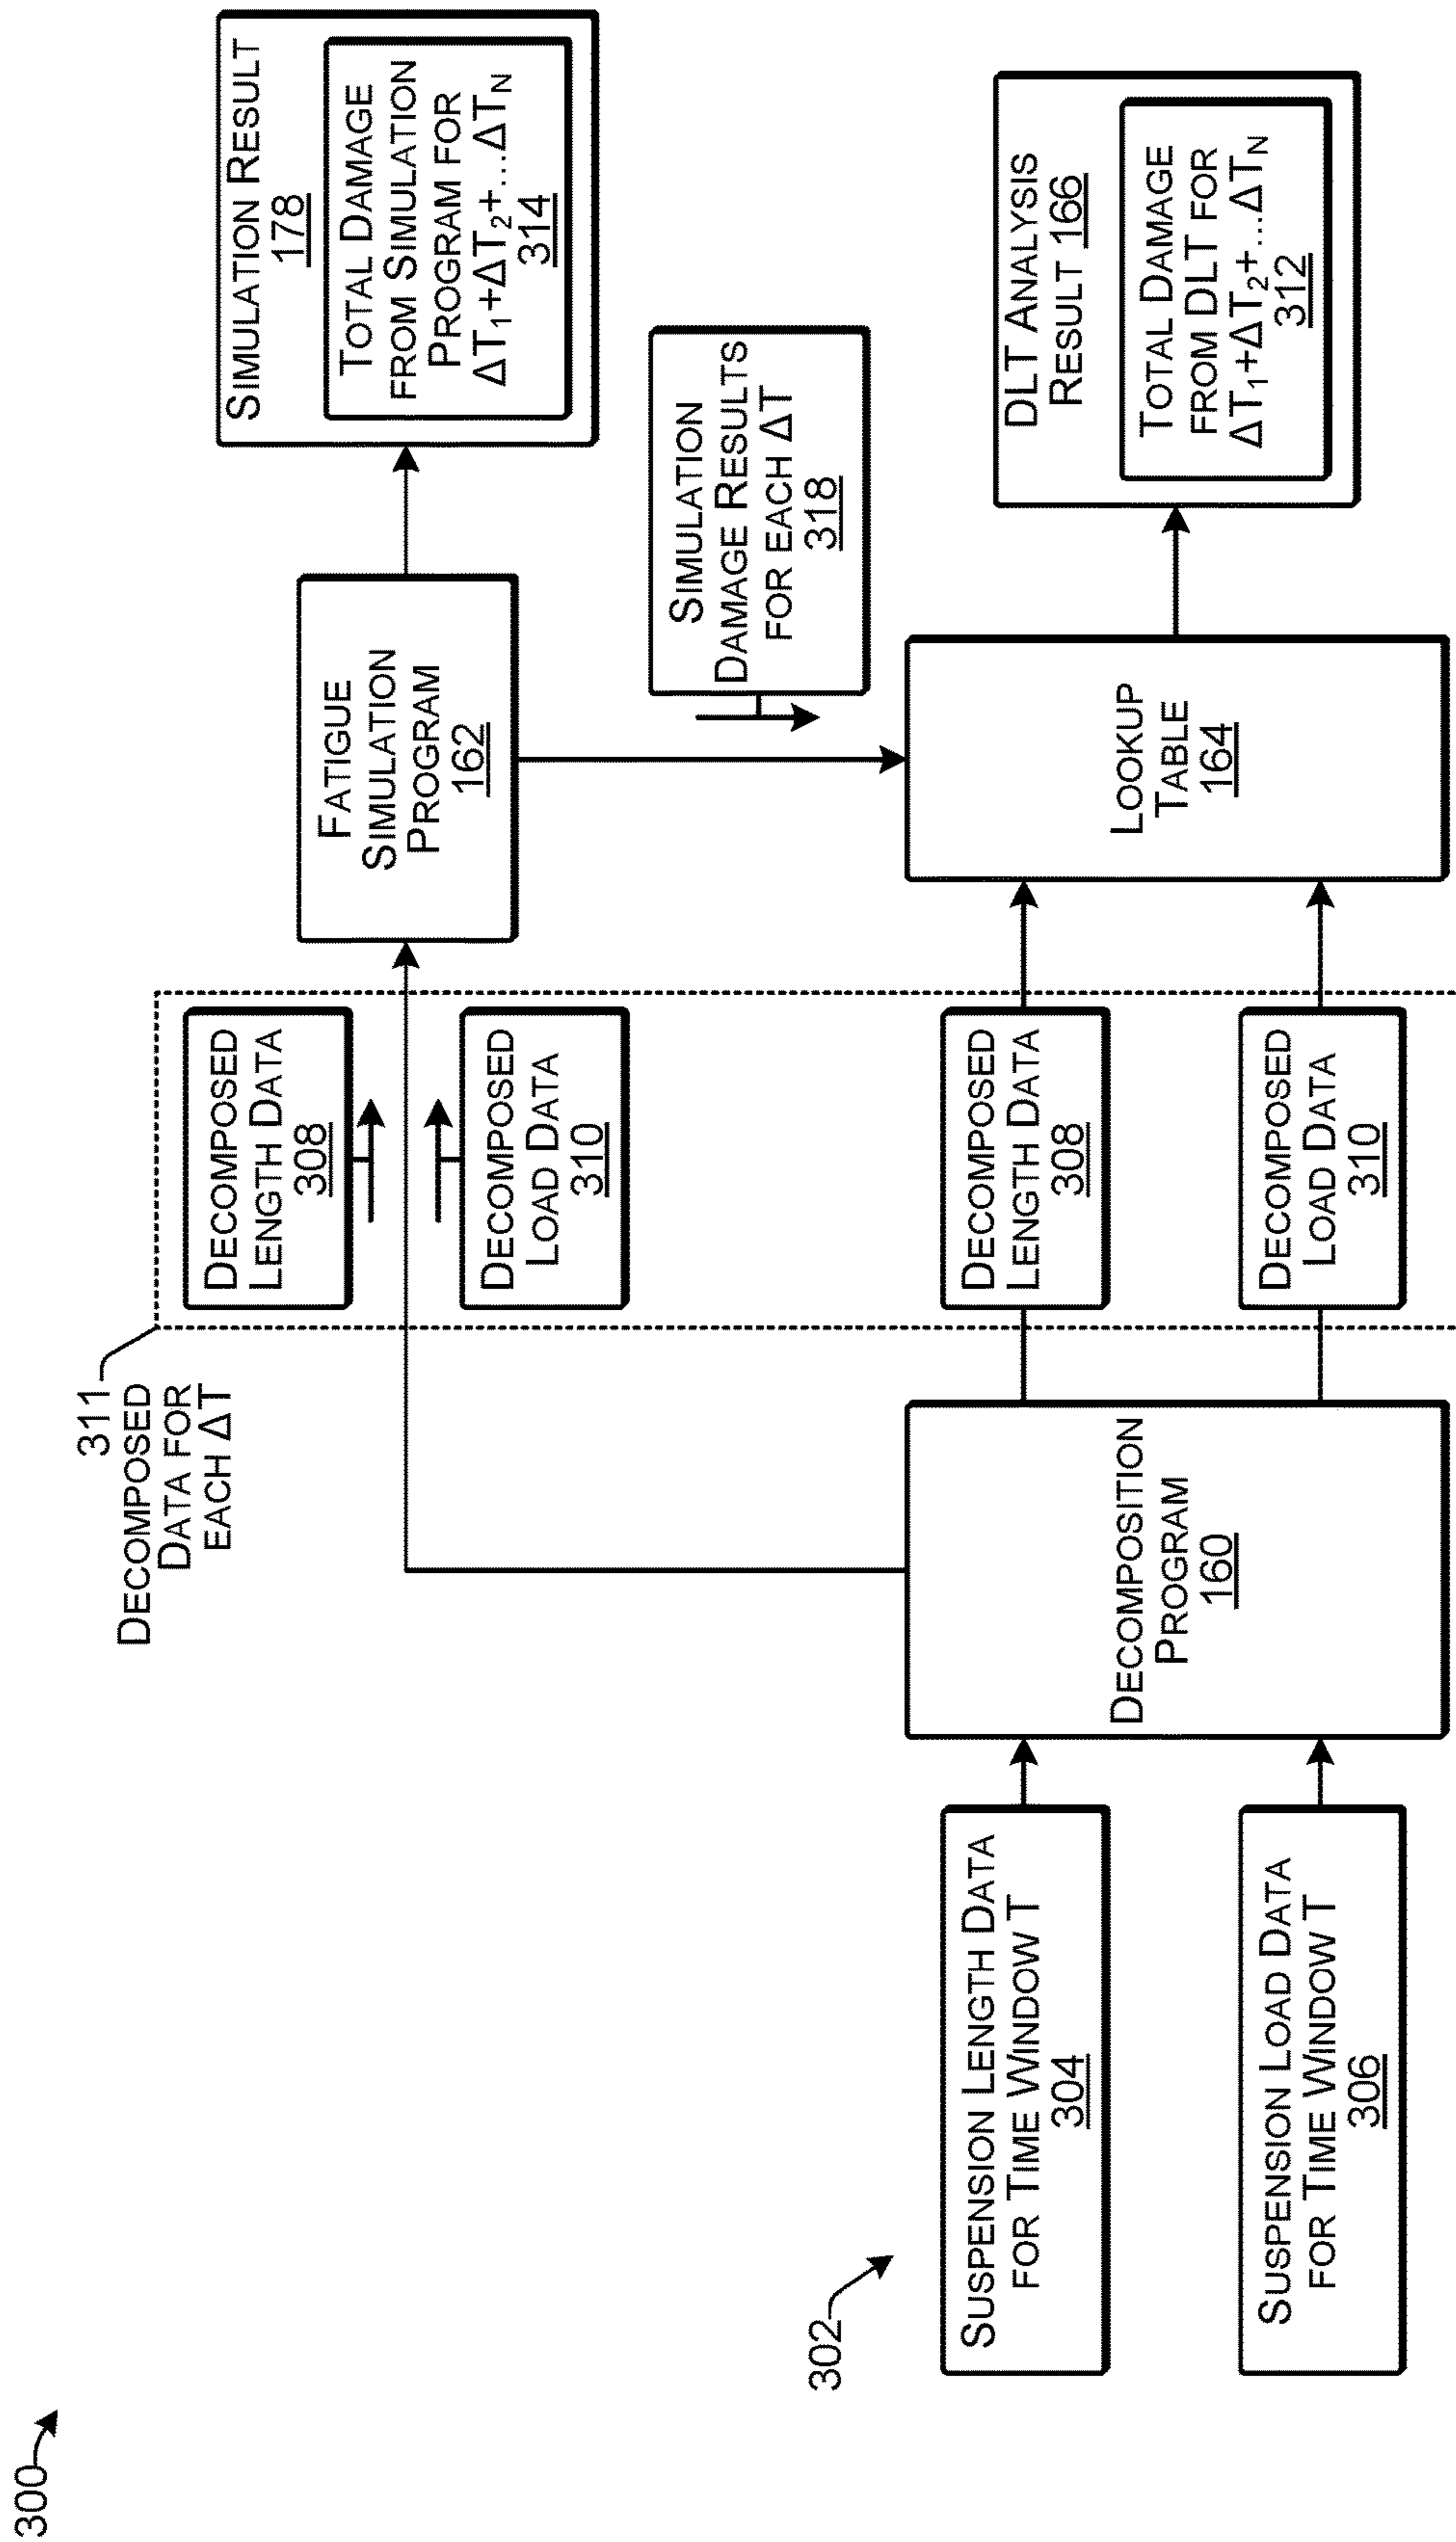 300
302
SUSPENSION LENGTH DATA
FOR TIME WINDOW T
304
SUSPENSION LOAD DATA
FOR TIME WINDOW T
306
DECOMPOSITION
PROGRAM
160
311
DECOMPOSED
DATA FOR
EACH ΔT
DECOMPOSED
LENGTH DATA
308
DECOMPOSED
LOAD DATA
310
DECOMPOSED
LENGTH DATA
308
DECOMPOSED
LOAD DATA
310
FATIGUE
SIMULATION
PROGRAM
162
SIMULATION
DAMAGE RESULTS
FOR EACH ΔT
318
LOOKUP
TABLE
164
SIMULATION RESULT
178
TOTAL DAMAGE
FROM SIMULATION
PROGRAM FOR
ΔT₁+ΔT₂+...ΔTN
314
DLT ANALYSIS
RESULT 166
TOTAL DAMAGE
FROM DLT FOR
ΔT₁+ΔT₂+...ΔTN
312